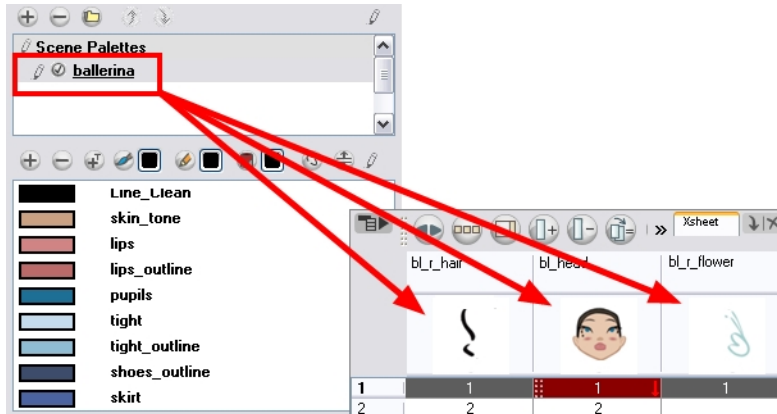 Scene Palettes
ballerina
Line_Clean
skin_tone
lips
lips_outline
pupils
tight
tight_outline
shoes_outline
skirt
Xsheet
bl_r_hair bl_head bl_r_flower
1 1 1 1
2 2 2